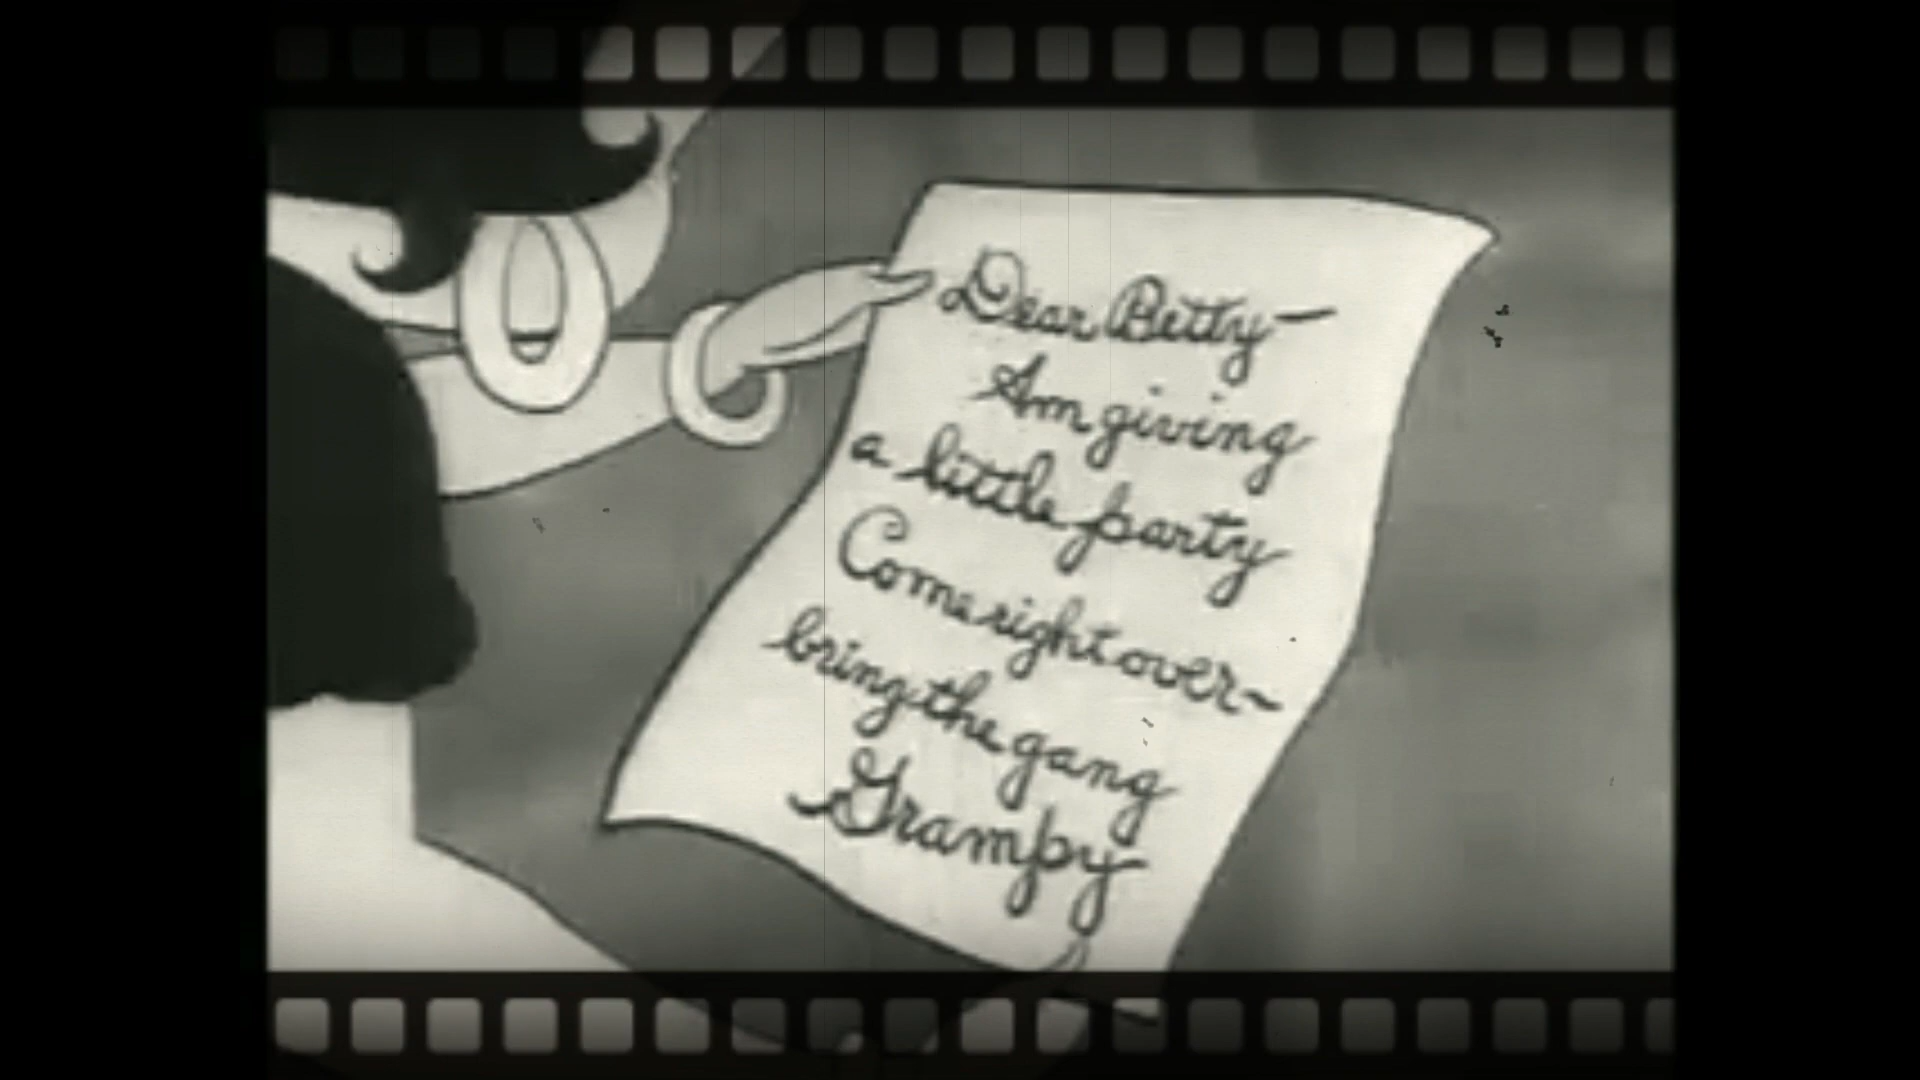 Dear Betty—
Am giving
a little party
Come right over~
bring the gang
Grampy